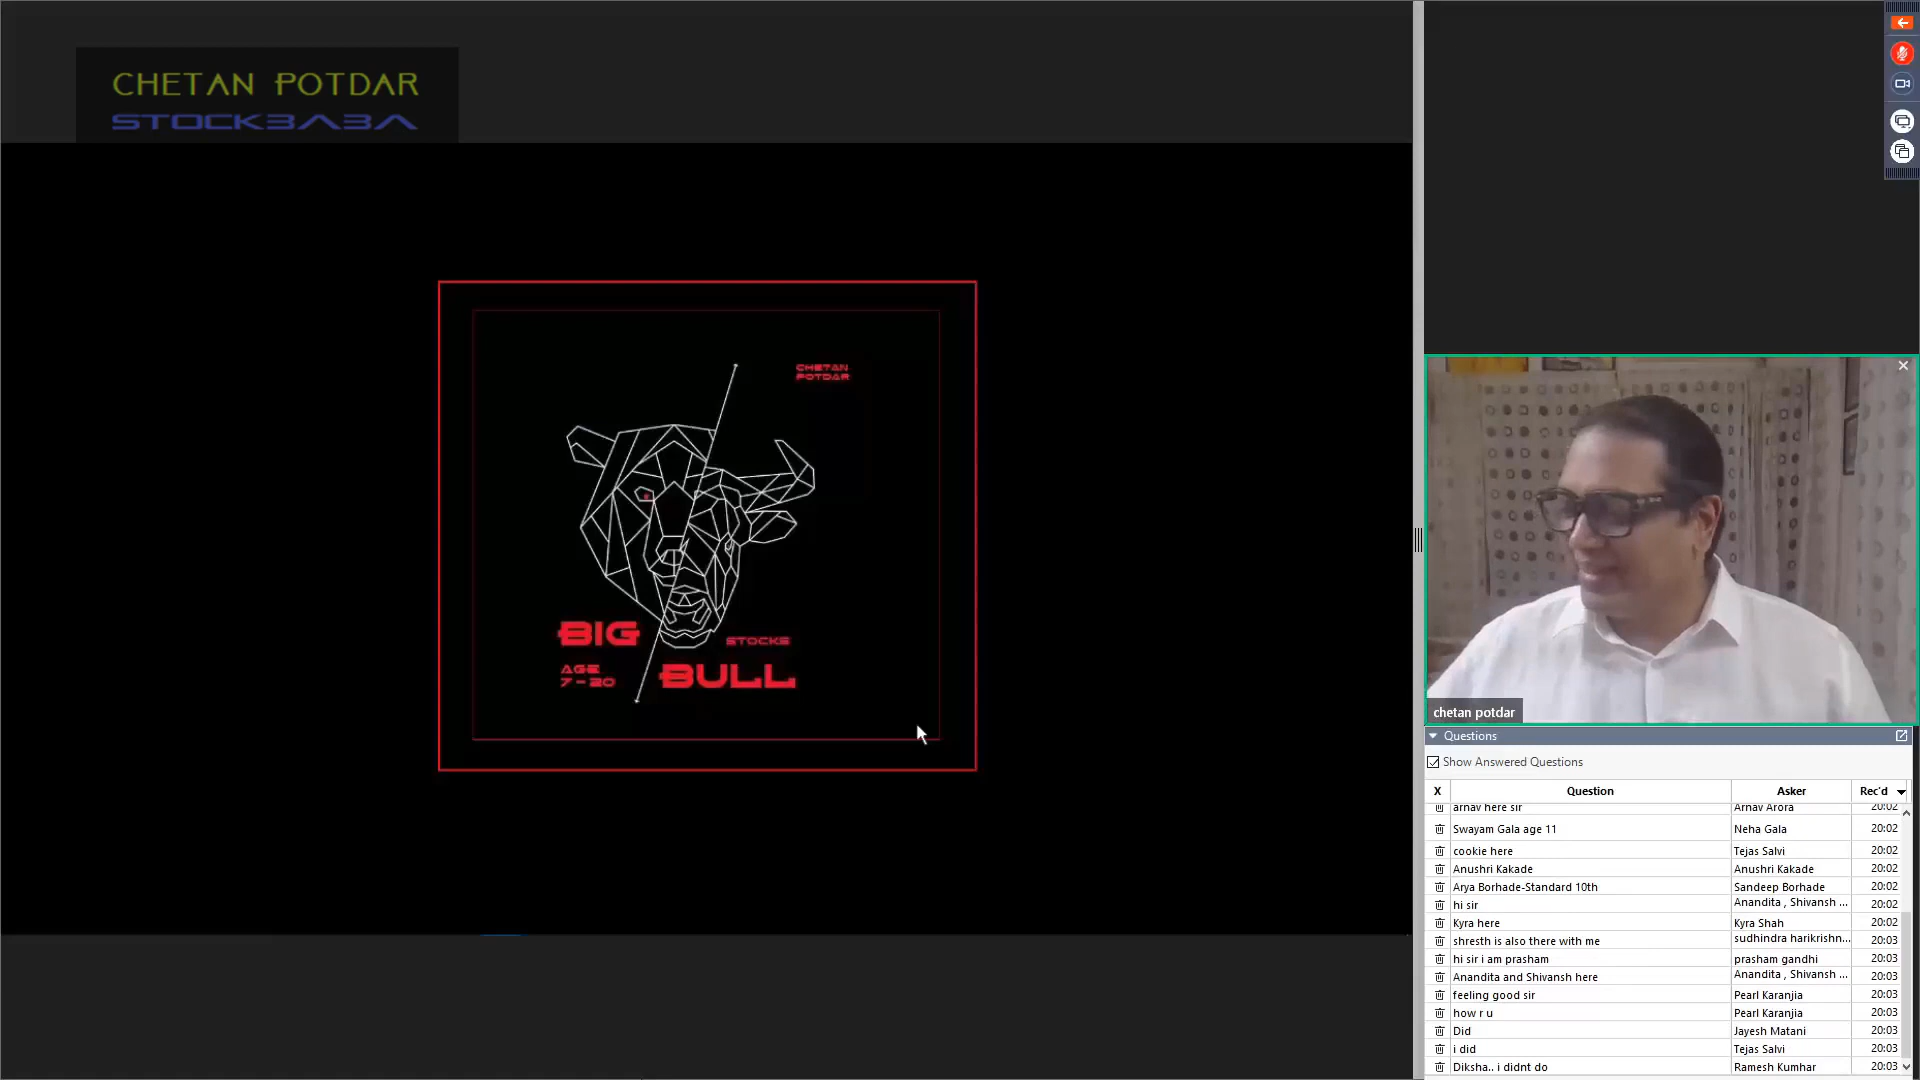 CHETAN POTDAR
STOCKBABA
CHETAN
POTDAR
BIG
STOCKS
AGE
7-20
BULL
chetan potdar
Questions
Show Answered Questions
X Question Asker Rec'd
arnav here sir Arnav Arora 20:02
Swayam Gala age 11 Neha Gala 20:02
cookie here Tejas Salvi 20:02
Anushri Kakade Anushri Kakade 20:02
Arya Borhade-Standard 10th Sandeep Borhade 20:02
hi sir Anandita , Shivansh ... 20:02
Kyra here Kyra Shah 20:02
shresth is also there with me sudhindra harikrishn... 20:03
hi sir i am prasham prasham gandhi 20:03
Anandita and Shivansh here Anandita , Shivansh ... 20:03
feeling good sir Pearl Karanjia 20:03
how r u Pearl Karanjia 20:03
Did Jayesh Matani 20:03
i did Tejas Salvi 20:03
Diksha.. i didnt do Ramesh Kumhar 20:03